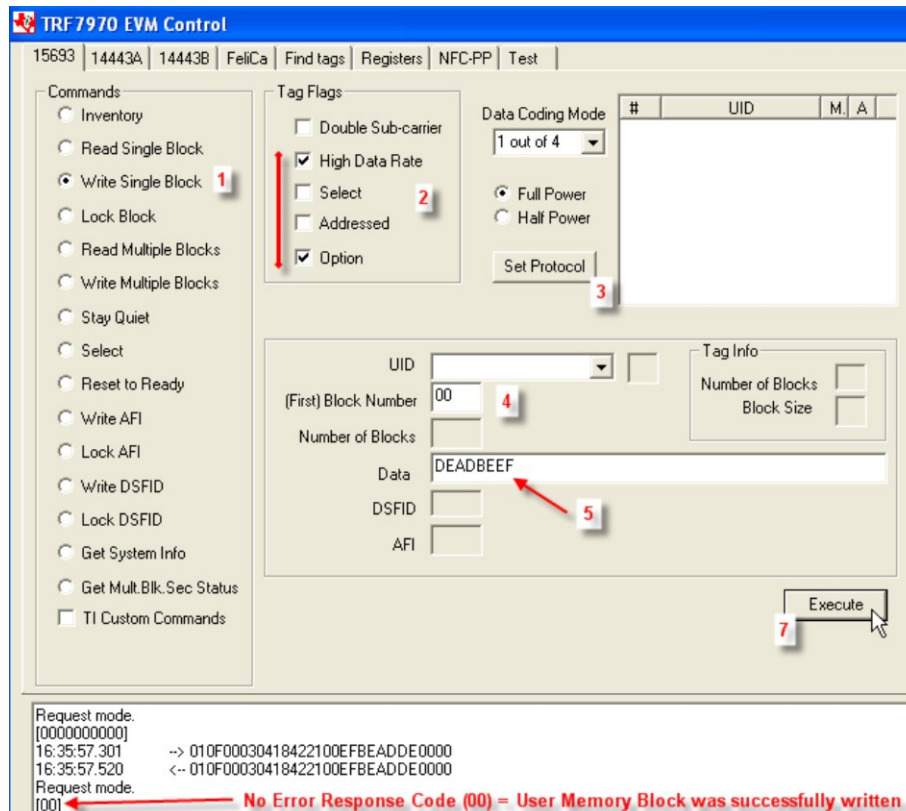 TRF7970 EVM Control
15693 14443A 14443B FeliCa Find tags Registers NFC-PP Test
Commands
Inventory
Read Single Block
Write Single Block 1
Lock Block
Read Multiple Blocks
Write Multiple Blocks
Stay Quiet
Select
Reset to Ready
Write AFI
Lock AFI
Write DSFID
Lock DSFID
Get System Info
Get Mult.Blk.Sec Status
TI Custom Commands
Tag Flags
Double Sub-carrier
High Data Rate
Select
2
Addressed
Option
Data Coding Mode
1 out of 4
Full Power
Half Power
Set Protocol
3
# UID M. A
UID
(First) Block Number 00 4
Number of Blocks
Data DEADBEEF
5
DSFID
AFI
Tag Info
Number of Blocks
Block Size
Execute
7
Request mode.
[0000000000]
16:35:57.301 --> 010F00030418422100EFBEADDE0000
16:35:57.520 <-- 010F00030418422100EFBEADDE0000
Request mode.
[00] No Error Response Code (00) = User Memory Block was successfully written